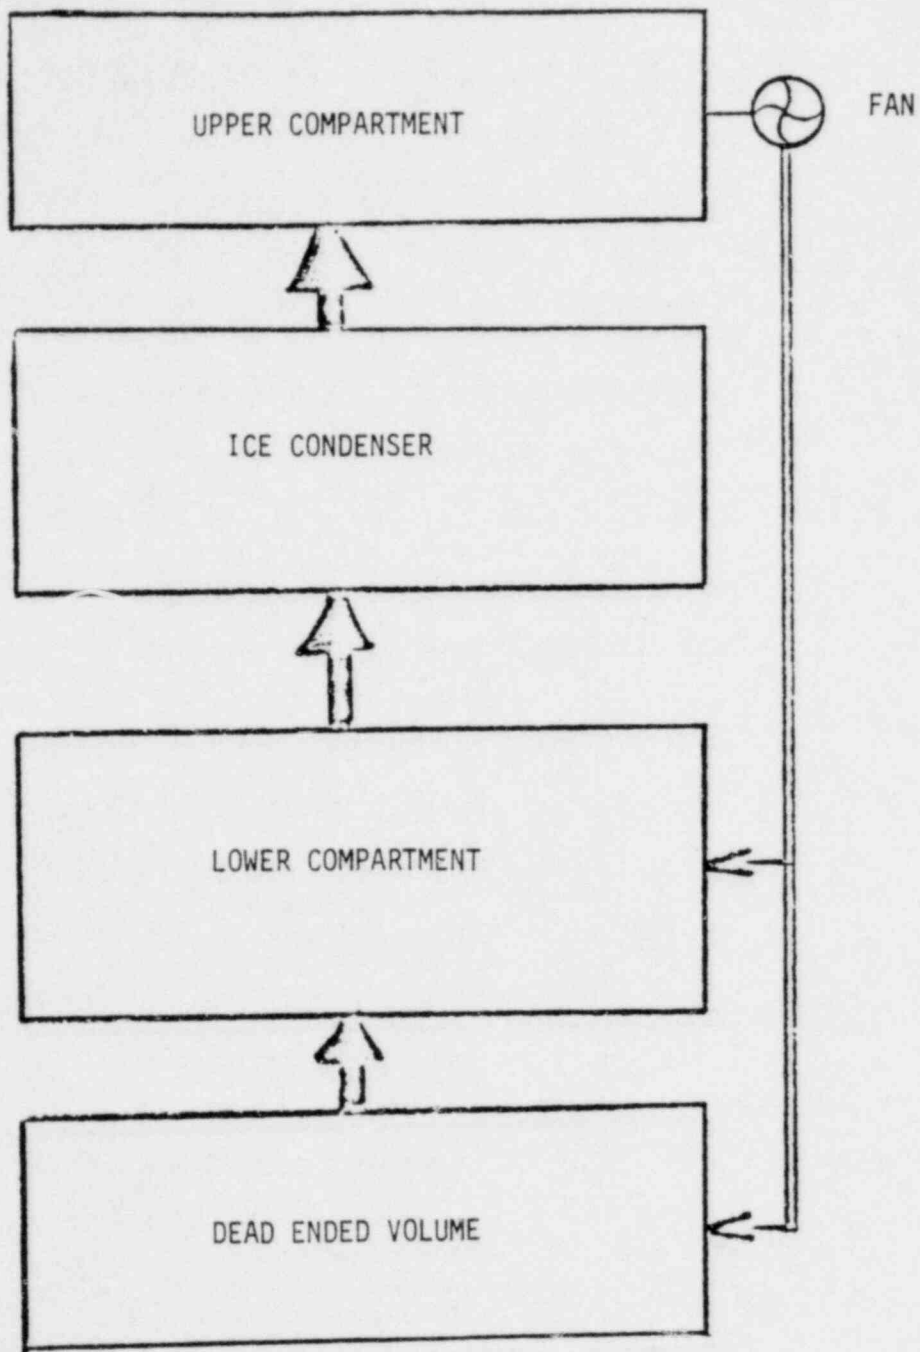 UPPER COMPARTMENT
FAN
ICE CONDENSER
LOWER COMPARTMENT
DEAD ENDED VOLUME